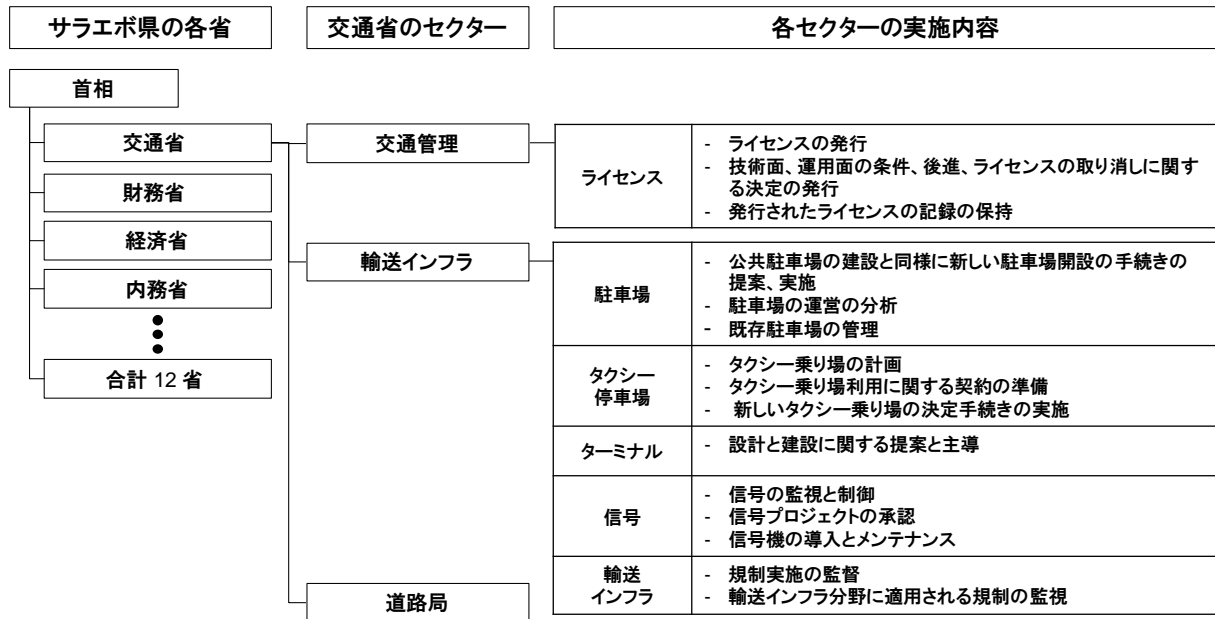 サラエボ県の各省
交通省のセクター
各セクターの実施内容
首相
交通省
財務省
経済省
内務省
合計 12 省
交通管理
輸送インフラ
道路局
ライセンス
- ライセンスの発行
- 技術面、運用面の条件、後進、ライセンスの取り消しに関す
る決定の発行
- 発行されたライセンスの記録の保持
駐車場
- 公共駐車場の建設と同様に新しい駐車場開設の手続きの
提案、実施
- 駐車場の運営の分析
- 既存駐車場の管理
タクシー
停車場
- タクシー乗り場の計画
- タクシー乗り場利用に関する契約の準備
- 新しいタクシー乗り場の決定手続きの実施
ターミナル
- 設計と建設に関する提案と主導
信号
- 信号の監視と制御
- 信号プロジェクトの承認
- 信号機の導入とメンテナンス
輸送
インフラ
- 規制実施の監督
- 輸送インフラ分野に適用される規制の監視